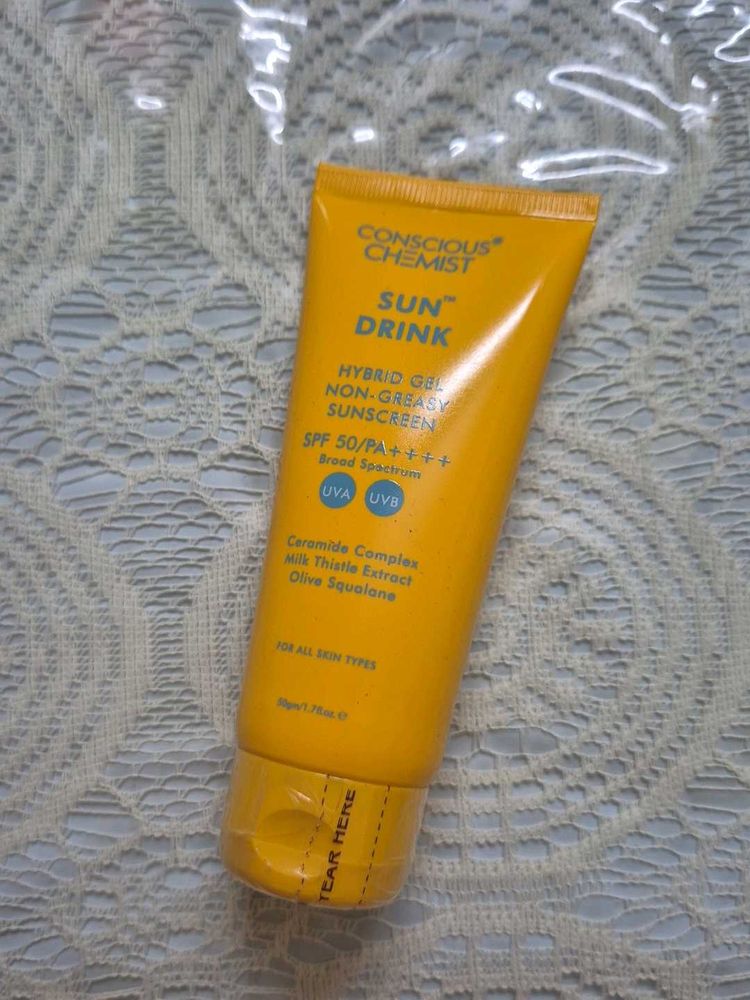 CONSCIOUS
CHEMIST
SUN™
DRINK
HYBRID GEL
NON-GREASY
SUNSCREEN
SPF 50/PA++++
Broad Spectrum
UVA UVB
Ceramide Complex
Milk Thistle Extract
Olive Squalane
FOR ALL SKIN TYPES
50gm/1.7fl.oz. ℮
TEAR HERE